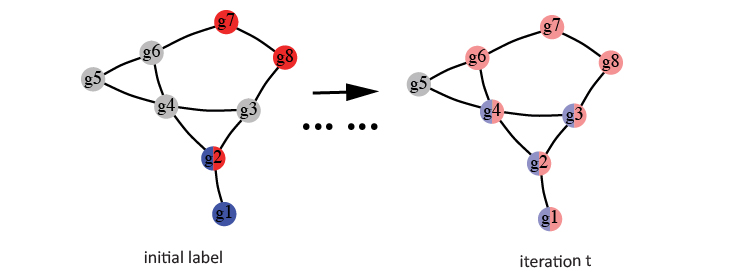 g7
g6
g8
g5
g4
g3
g2
g1
initial label
... ...
g7
g6
g8
g5
g4
g3
g2
g1
iteration t